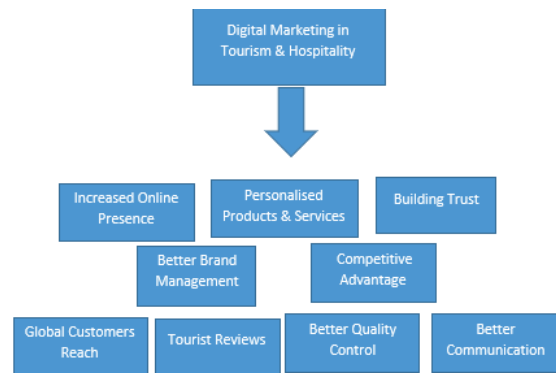 Digital Marketing in
Tourism & Hospitality
Increased Online
Presence
Personalised
Products & Services
Building Trust
Better Brand
Management
Competitive
Advantage
Global Customers
Reach
Tourist Reviews
Better Quality
Control
Better
Communication